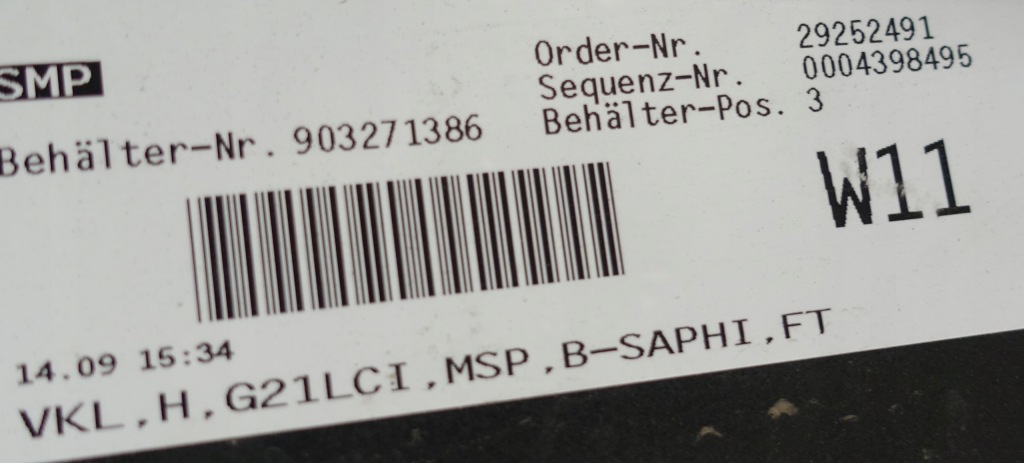 SMP
Order-Nr. 29252491
Sequenz-Nr. 0004398495
Behälter-Pos. 3
Behälter-Nr. 903271386
W11
14.09 15:34
VKL,H,G21LCI,MSP,B-SAPHI,FT